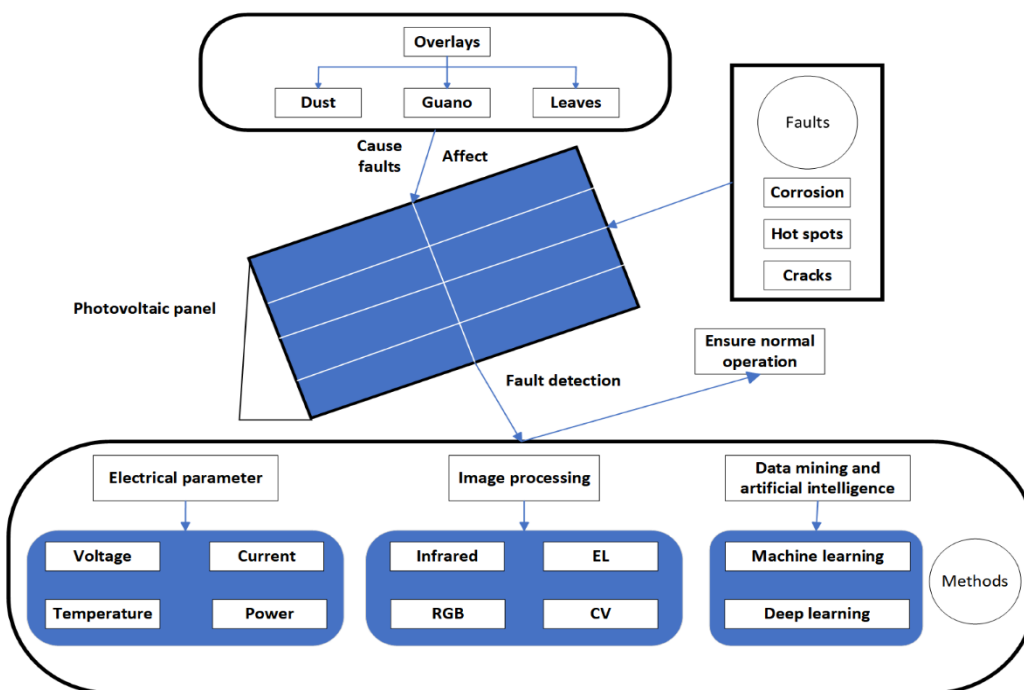 Overlays
Dust
Guano
Leaves
Cause
faults
Affect
Faults
Corrosion
Hot spots
Cracks
Photovoltaic panel
Ensure normal
operation
Fault detection
Electrical parameter
Image processing
Data mining and
artificial intelligence
Voltage
Current
Temperature
Power
Infrared
EL
RGB
CV
Machine learning
Deep learning
Methods